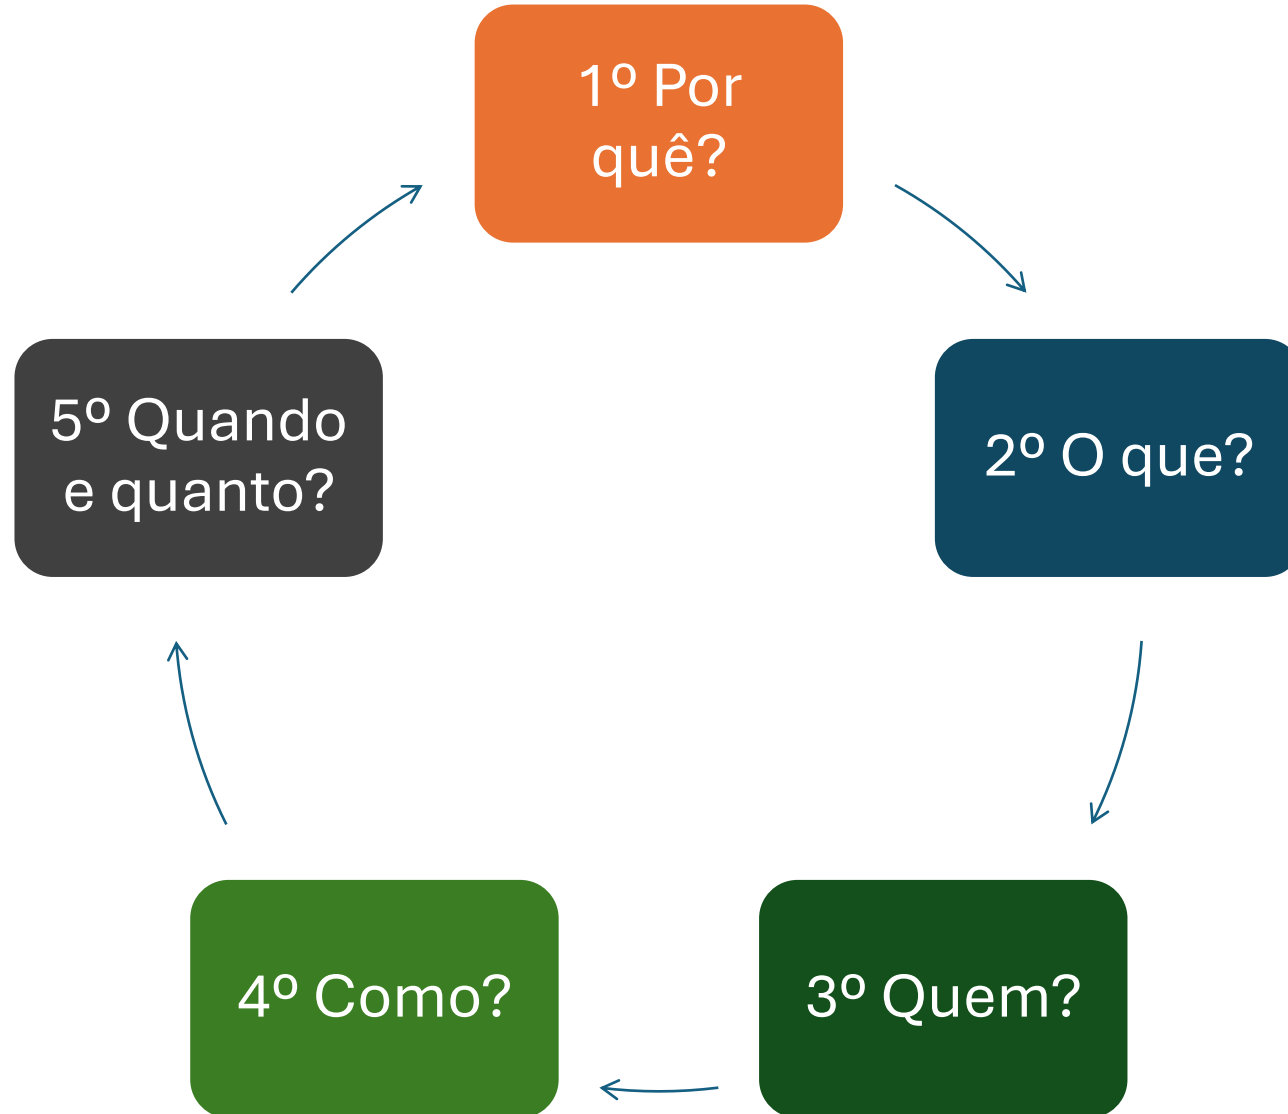 1º Por
quê?
2º O que?
3º Quem?
4º Como?
5º Quando
e quanto?